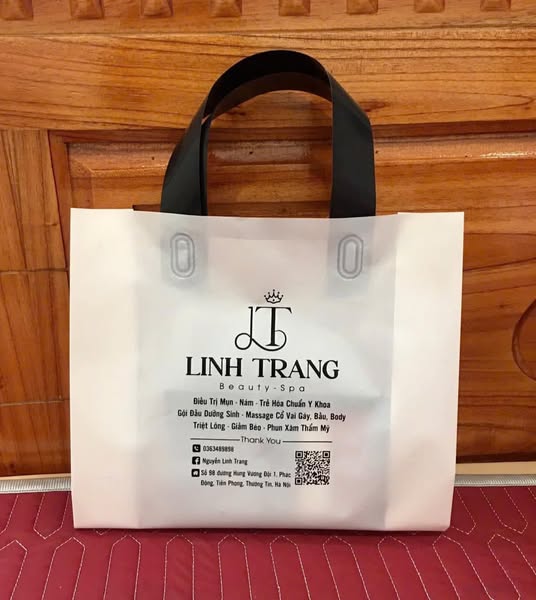 LT
LINH TRANG
Beauty - Spa
Điều Trị Mụn - Nám - Trẻ Hóa Chuẩn Y Khoa
Gội Đầu Dưỡng Sinh - Massage Cổ Vai Gáy, Bầu, Body
Triệt Lông - Giảm Béo - Phun Xăm Thẩm Mỹ
Thank You
0363489898
Nguyễn Linh Trang
Số 98 đường Hùng Vương Đội 1. Phác
Động, Tiền Phong, Thường Tín, Hà Nội